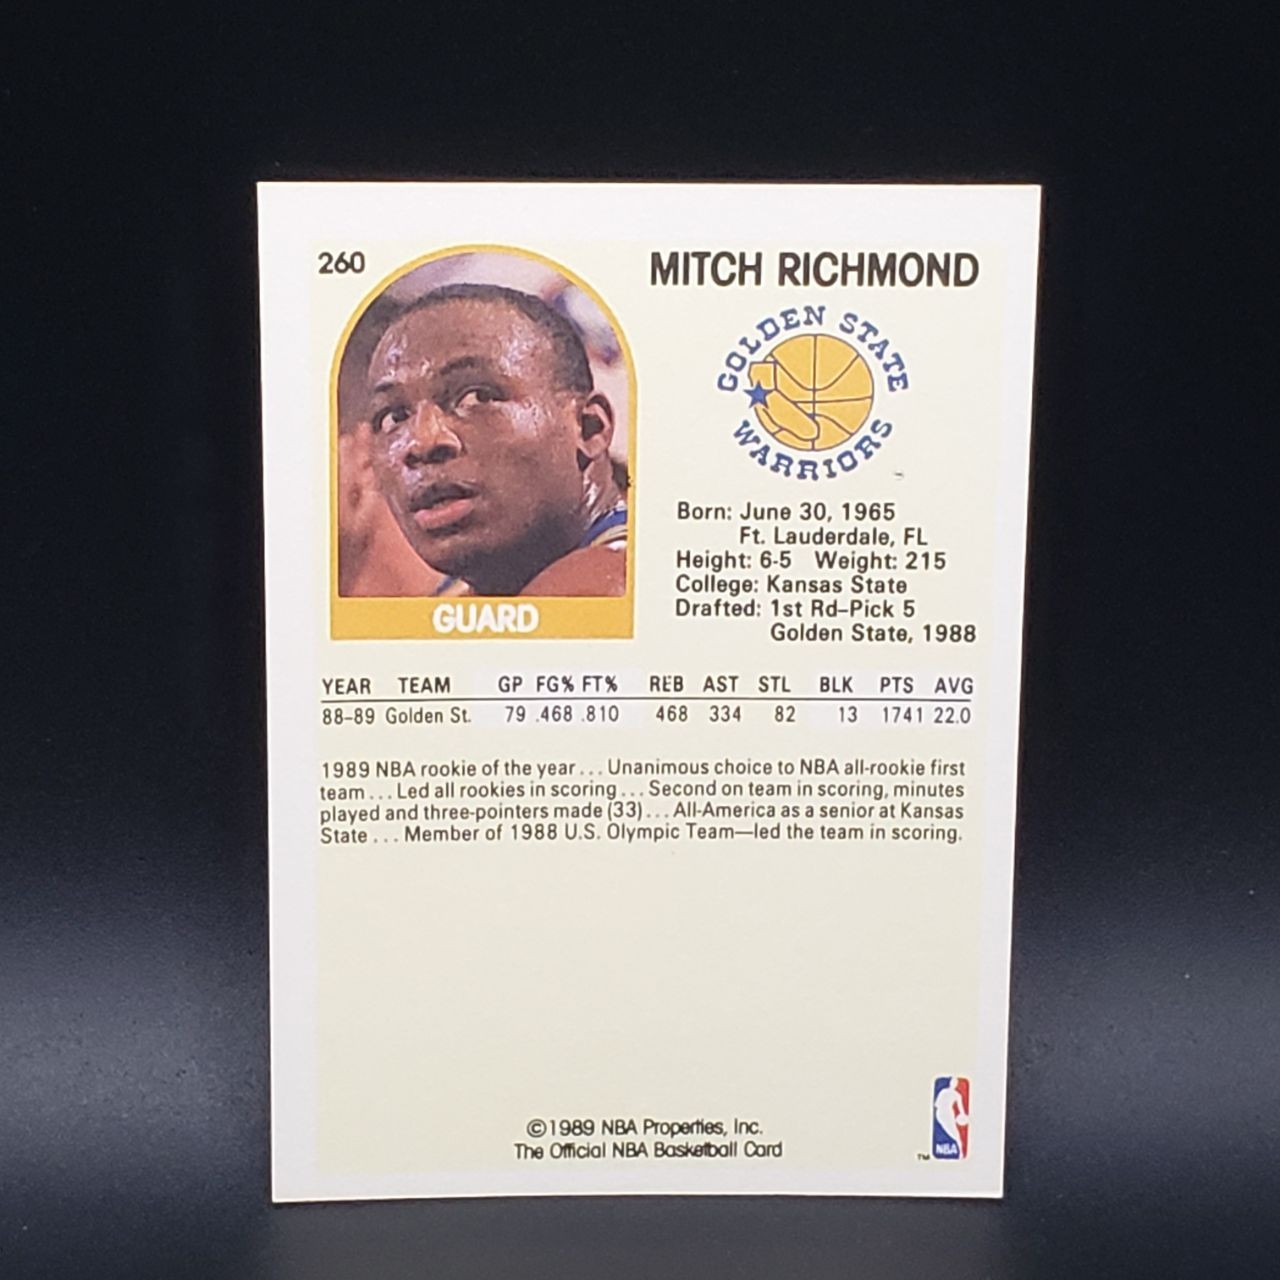 260
MITCH RICHMOND
GOLDEN STATE
WARRIORS
GUARD
Born: June 30, 1965
Ft. Lauderdale, FL
Height: 6-5 Weight: 215
College: Kansas State
Drafted: 1st Rd–Pick 5
Golden State, 1988
YEAR TEAM GP FG% FT% REB AST STL BLK PTS AVG
88–89 Golden St. 79 .468 .810 468 334 82 13 1741 22.0
1989 NBA rookie of the year . . . Unanimous choice to NBA all-rookie first
team . . . Led all rookies in scoring . . . Second on team in scoring, minutes
played and three-pointers made (33) . . . All-America as a senior at Kansas
State . . . Member of 1988 U.S. Olympic Team—led the team in scoring.
©1989 NBA Properties, Inc.
The Official NBA Basketball Card
NBA
TM